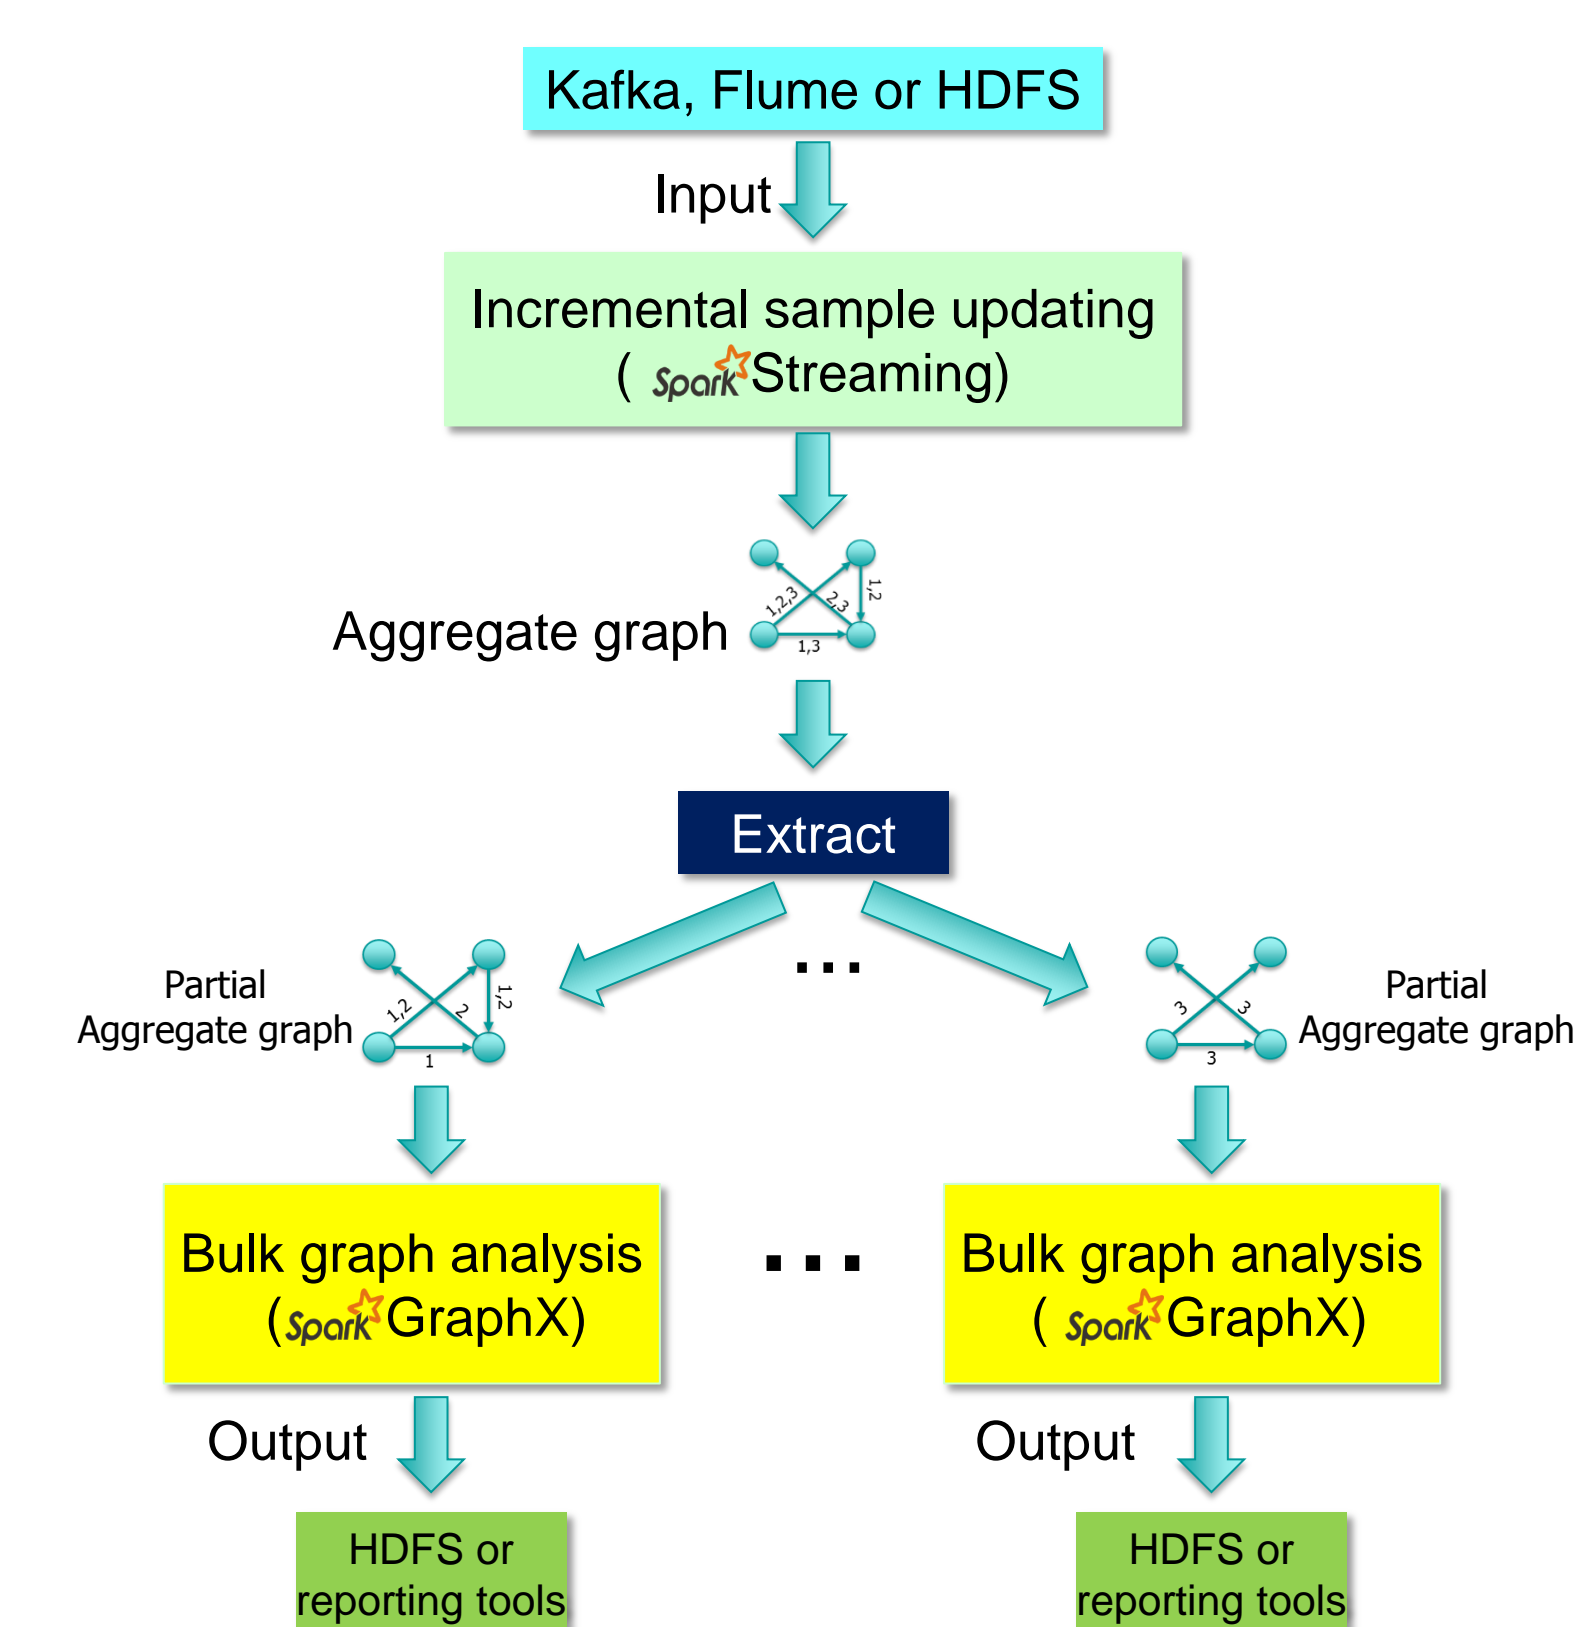 Kafka, Flume or HDFS
Input
Incremental sample updating
( Spark Streaming)
1,2,3
2,3
1,2
Aggregate graph
1,3
Extract
...
Partial
Aggregate graph
1,2
2
1,2
1
3
3
3
Partial
Aggregate graph
Bulk graph analysis
(Spark GraphX)
...
Bulk graph analysis
( Spark GraphX)
Output
Output
HDFS or
reporting tools
HDFS or
reporting tools